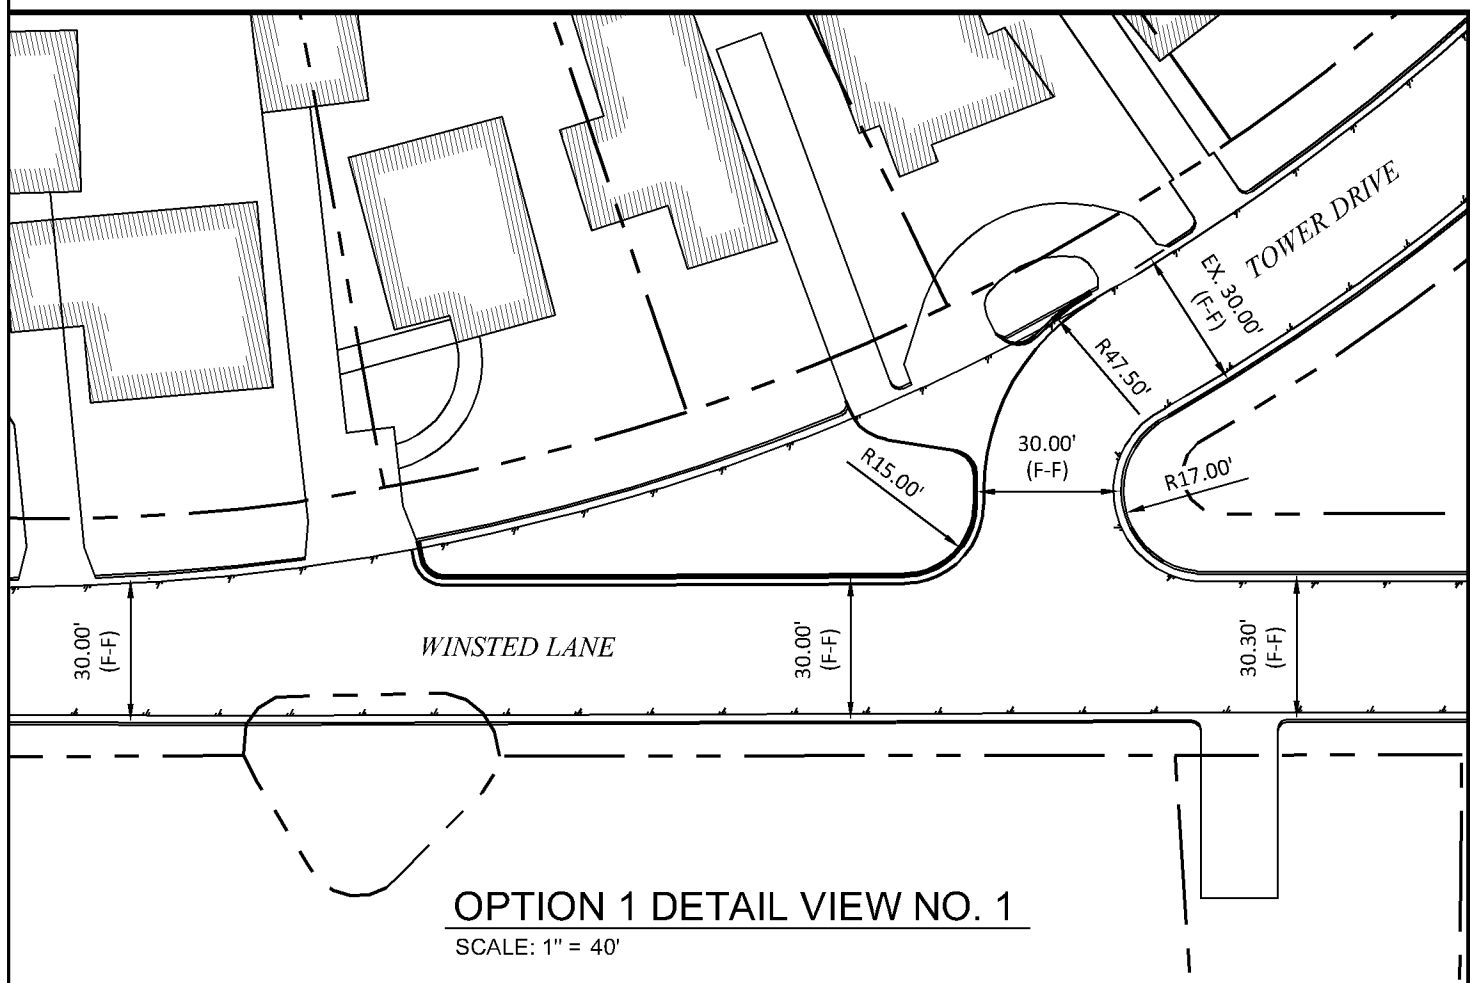 TOWER DRIVE
EX. 30.00'
(F-F)
R47.50'
30.00'
(F-F)
R15.00'
R17.00'
30.00'
(F-F)
WINSTED LANE
30.00'
(F-F)
30.30'
(F-F)
OPTION 1 DETAIL VIEW NO. 1
SCALE: 1" = 40'